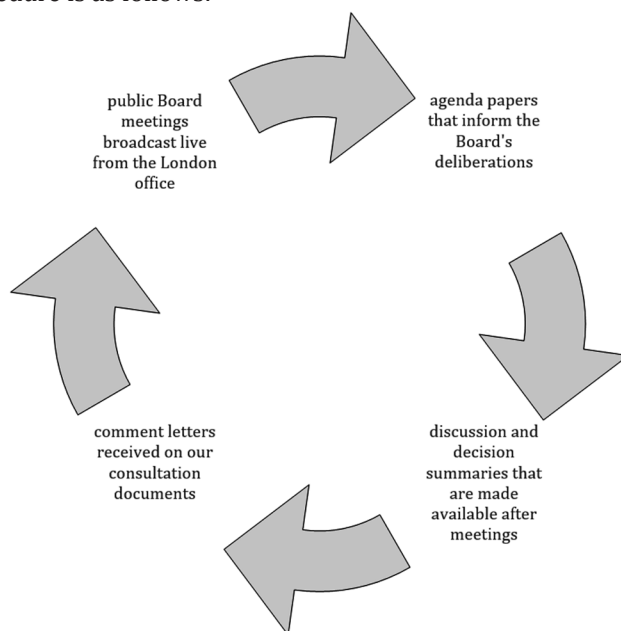 public Board
meetings
broadcast live
from the London
office
agenda papers
that inform the
Board's
deliberations
discussion and
decision
summaries that
are made
available after
meetings
comment letters
received on our
consultation
documents